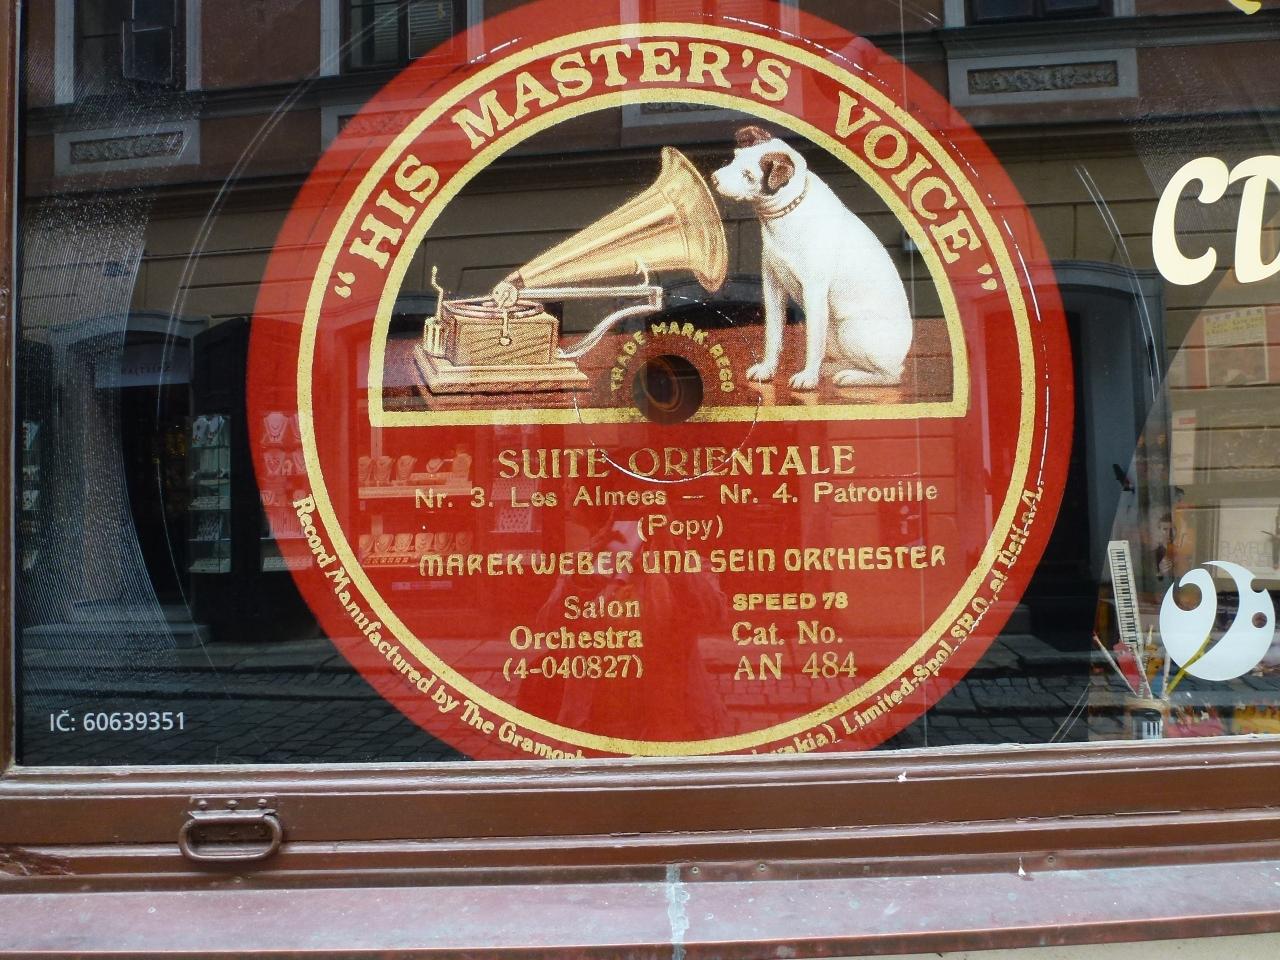 “HIS MASTER'S VOICE”
TRADE MARK REGD
SUITE ORIENTALE
Nr. 3. Les Almees — Nr. 4. Patrouille
(Popy)
MAREK WEBER UND SEIN ORCHESTER
Salon
Orchestra
(4-040827)
SPEED 78
Cat. No.
AN 484
Record Manufactured by The Limited-Spol.
IČ: 60639351
CD